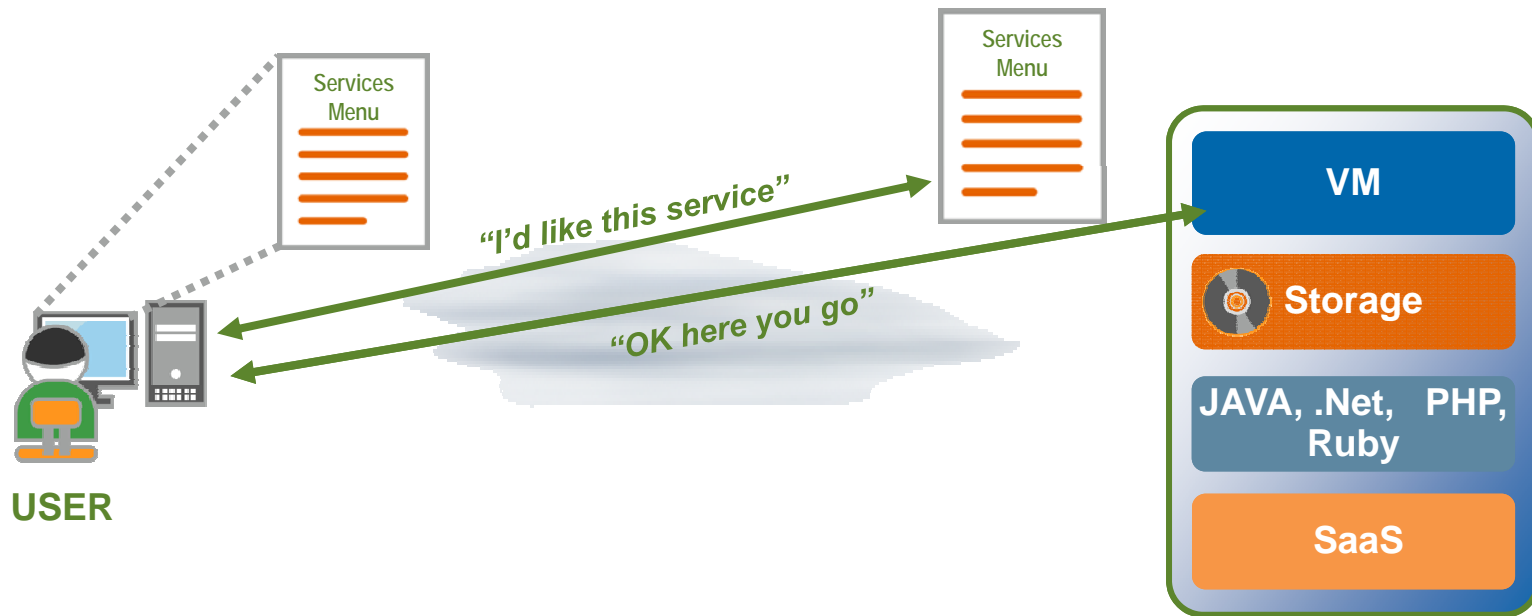 Services
Menu
Services
Menu
“I’d like this service”
“OK here you go”
USER
VM
Storage
JAVA, .Net, PHP,
Ruby
SaaS